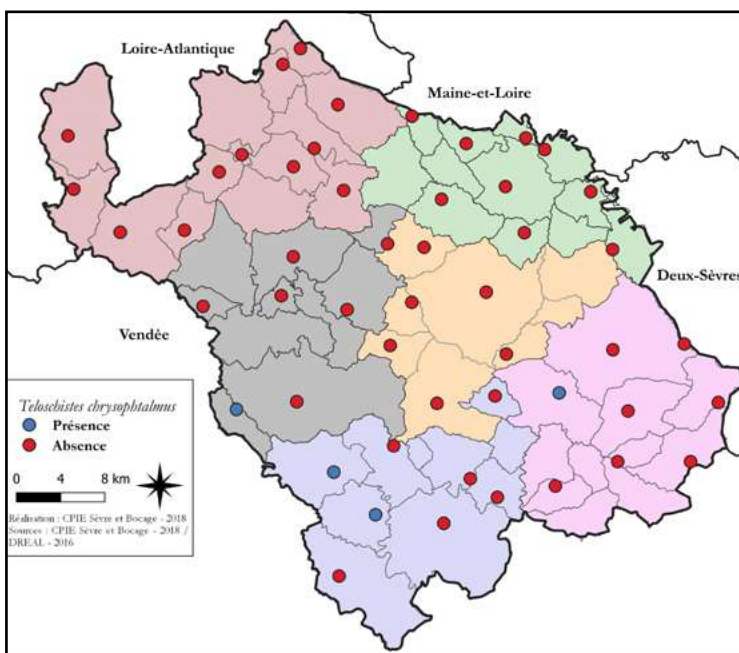 Loire-Atlantique
Maine-et-Loire
Deux-Sèvres
Vendée
Teloschistes chrysophtalmus
Présence
Absence
0 4 8 km
Réalisation : CPIE Sèvre et Bocage - 2018
Sources : CPIE Sèvre et Bocage - 2018 /
DREAL - 2016